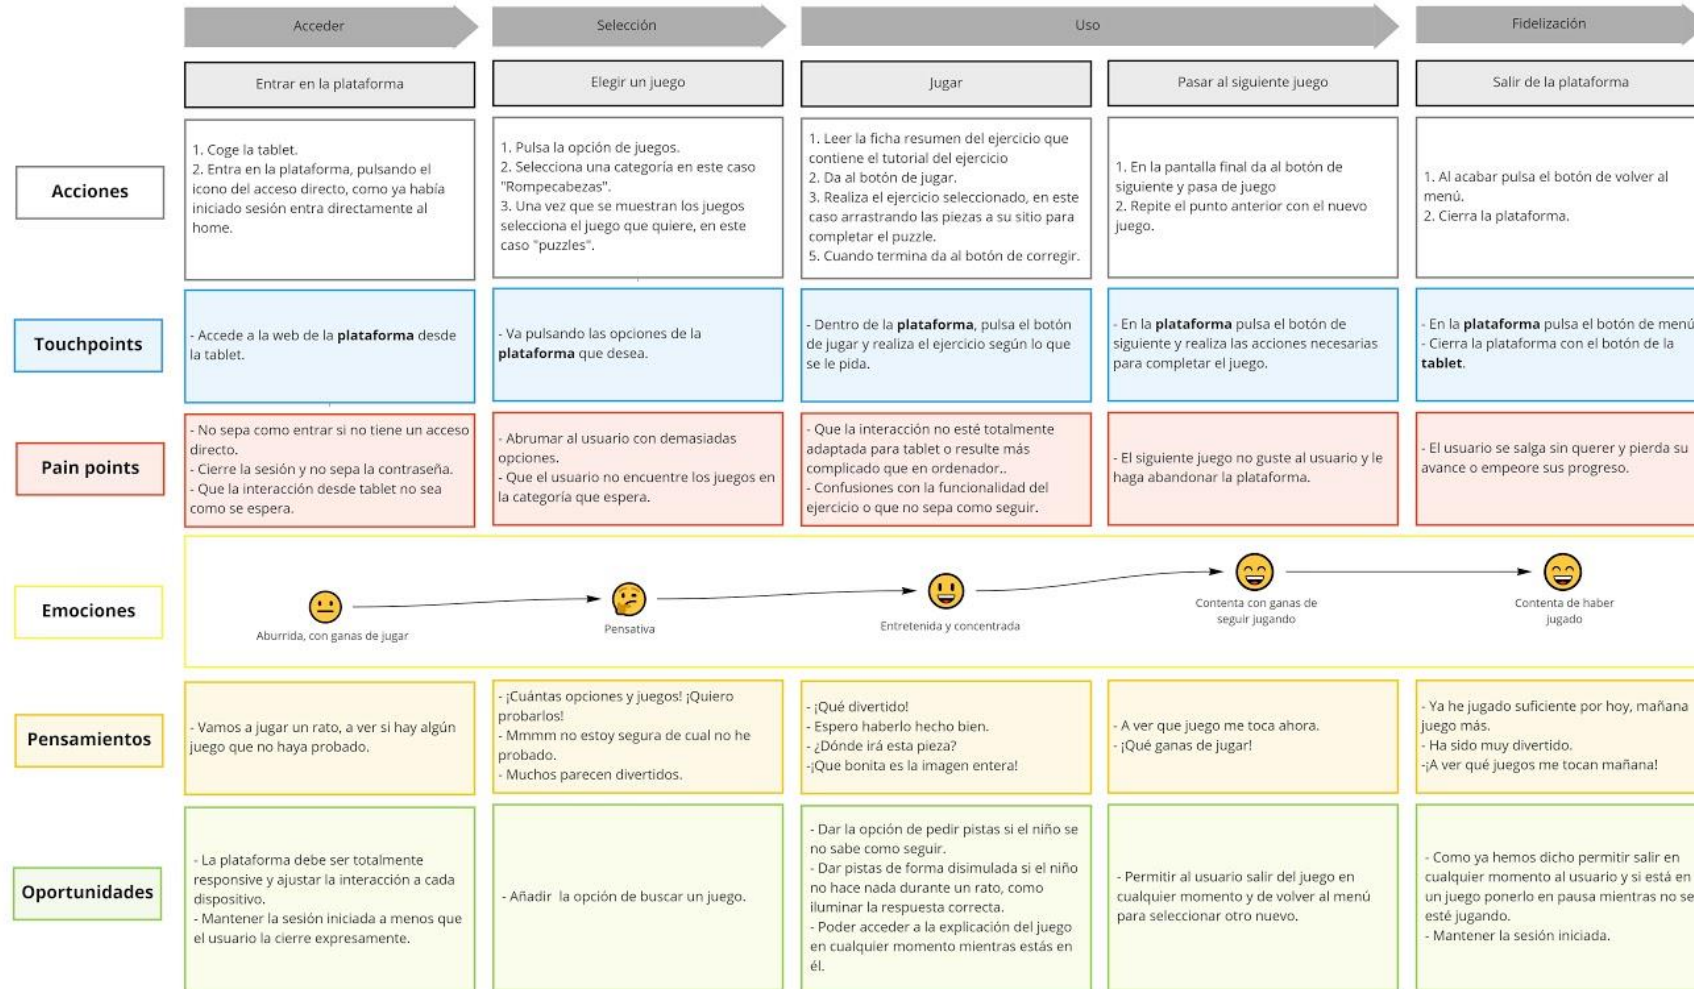 Acceder
Selección
Uso
Fidelización
Entrar en la plataforma
Elegir un juego
Jugar
Pasar al siguiente juego
Salir de la plataforma
Acciones
1. Coge la tablet.
2. Entra en la plataforma, pulsando el
icono del acceso directo, como ya había
iniciado sesión entra directamente al
home.
1. Pulsa la opción de juegos.
2. Selecciona una categoría en este caso
"Rompecabezas".
3. Una vez que se muestran los juegos
selecciona el juego que quiere, en este
caso "puzzles".
1. Leer la ficha resumen del ejercicio que
contiene el tutorial del ejercicio
2. Da al botón de jugar.
3. Realiza el ejercicio seleccionado, en este
caso arrastrando las piezas a su sitio para
completar el puzzle.
5. Cuando termina da al botón de corregir.
1. En la pantalla final da al botón de
siguiente y pasa de juego
2. Repite el punto anterior con el nuevo
juego.
1. Al acabar pulsa el botón de volver al
menú.
2. Cierra la plataforma.
Touchpoints
- Accede a la web de la plataforma desde
la tablet.
- Va pulsando las opciones de la
plataforma que desea.
- Dentro de la plataforma, pulsa el botón
de jugar y realiza el ejercicio según lo que
se le pida.
- En la plataforma pulsa el botón de
siguiente y realiza las acciones necesarias
para completar el juego.
- En la plataforma pulsa el botón de menú
- Cierra la plataforma con el botón de la
tablet.
Pain points
- No sepa como entrar si no tiene un acceso
directo.
- Cierre la sesión y no sepa la contraseña.
- Que la interacción desde tablet no sea
como se espera.
- Abrumar al usuario con demasiadas
opciones.
- Que el usuario no encuentre los juegos en
la categoría que espera.
- Que la interacción no esté totalmente
adaptada para tablet o resulte más
complicado que en ordenador..
- Confusiones con la funcionalidad del
ejercicio o que no sepa como seguir.
- El siguiente juego no guste al usuario y le
haga abandonar la plataforma.
- El usuario se salga sin querer y pierda su
avance o empeore sus progreso.
Emociones
Aburrida, con ganas de jugar
Pensativa
Entretenida y concentrada
Contenta con ganas de
seguir jugando
Contenta de haber
jugado
Pensamientos
- Vamos a jugar un rato, a ver si hay algún
juego que no haya probado.
- ¡Cuántas opciones y juegos! ¡Quiero
probarlos!
- Mmmm no estoy segura de cual no he
probado.
- Muchos parecen divertidos.
- ¡Qué divertido!
- Espero haberlo hecho bien.
- ¿Dónde irá esta pieza?
-¡Que bonita es la imagen entera!
- A ver que juego me toca ahora.
- ¡Qué ganas de jugar!
- Ya he jugado suficiente por hoy, mañana
juego más.
- Ha sido muy divertido.
-¡A ver qué juegos me tocan mañana!
Oportunidades
- La plataforma debe ser totalmente
responsive y ajustar la interacción a cada
dispositivo.
- Mantener la sesión iniciada a menos que
el usuario la cierre expresamente.
- Añadir la opción de buscar un juego.
- Dar la opción de pedir pistas si el niño se
no sabe como seguir.
- Dar pistas de forma disimulada si el niño
no hace nada durante un rato, como
iluminar la respuesta correcta.
- Poder acceder a la explicación del juego
en cualquier momento mientras estás en
él.
- Permitir al usuario salir del juego en
cualquier momento y de volver al menú
para seleccionar otro nuevo.
- Como ya hemos dicho permitir salir en
cualquier momento al usuario y si está en
un juego ponerlo en pausa mientras no se
esté jugando.
- Mantener la sesión iniciada.